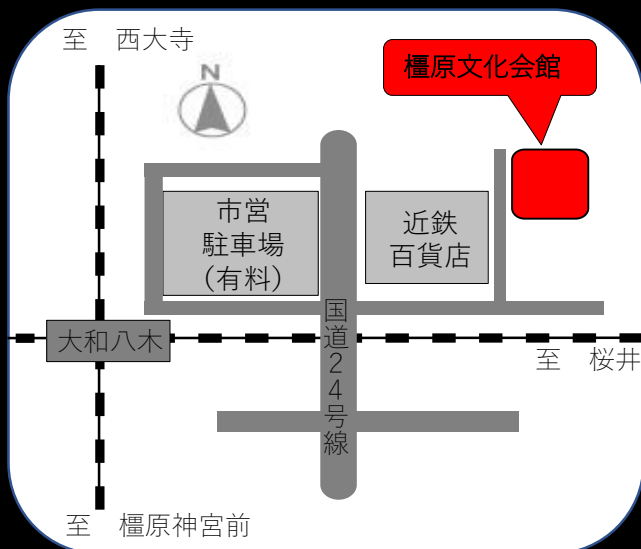 至　西大寺
N
橿原文化会館
市営
駐車場
(有料)
近鉄
百貨店
国道24号線
大和八木
至　桜井
至　橿原神宮前